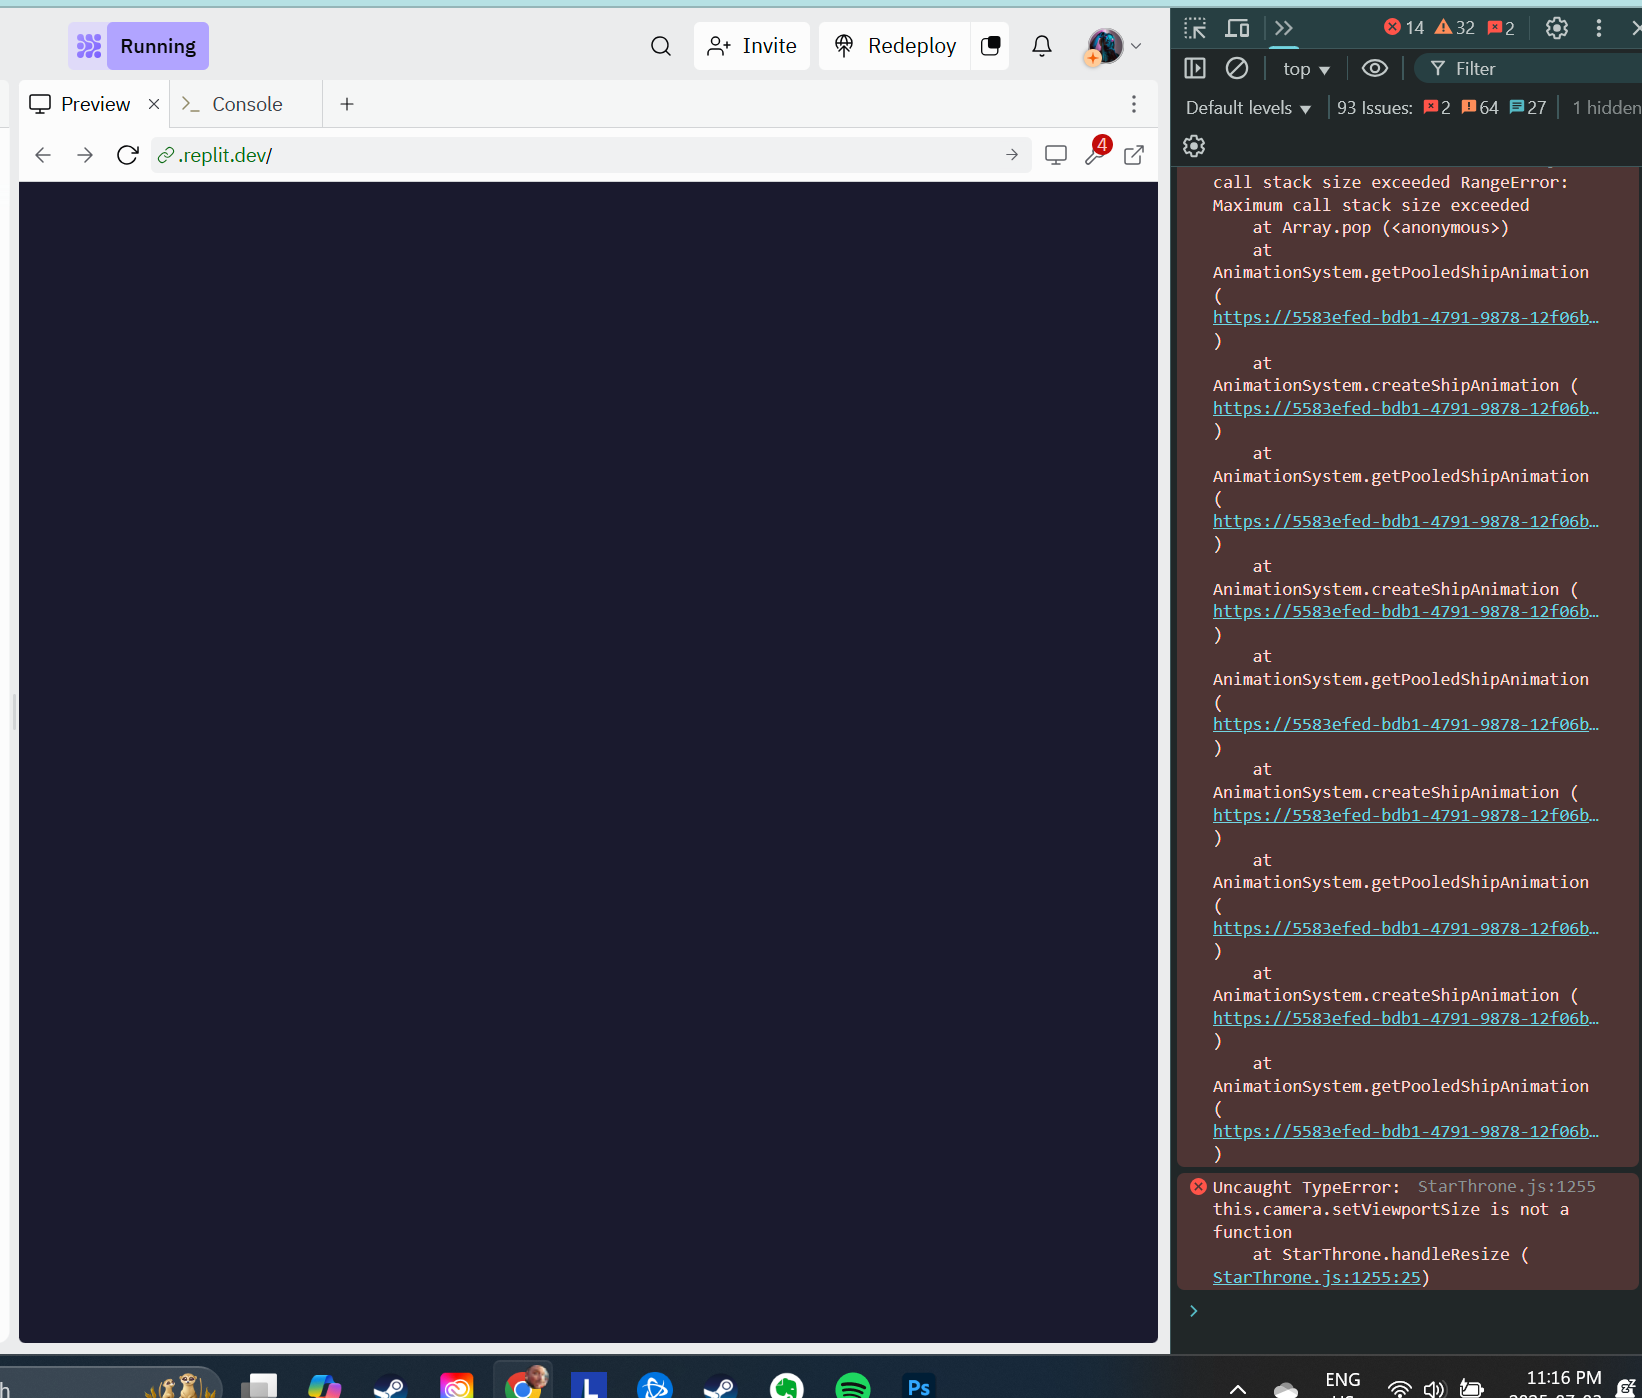 Running
Invite
Redeploy
Preview
Console
.replit.dev/
4
14 32 2
top
Filter
Default levels
93 Issues: 2 64 27
1 hidden
call stack size exceeded RangeError:
Maximum call stack size exceeded
at Array.pop (<anonymous>)
at
AnimationSystem.getPooledShipAnimation
(
https://5583efed-bdb1-4791-9878-12f06b…
)
at
AnimationSystem.createShipAnimation (
https://5583efed-bdb1-4791-9878-12f06b…
)
at
AnimationSystem.getPooledShipAnimation
(
https://5583efed-bdb1-4791-9878-12f06b…
)
at
AnimationSystem.createShipAnimation (
https://5583efed-bdb1-4791-9878-12f06b…
)
at
AnimationSystem.getPooledShipAnimation
(
https://5583efed-bdb1-4791-9878-12f06b…
)
at
AnimationSystem.createShipAnimation (
https://5583efed-bdb1-4791-9878-12f06b…
)
at
AnimationSystem.getPooledShipAnimation
(
https://5583efed-bdb1-4791-9878-12f06b…
)
at
AnimationSystem.createShipAnimation (
https://5583efed-bdb1-4791-9878-12f06b…
)
at
AnimationSystem.getPooledShipAnimation
(
https://5583efed-bdb1-4791-9878-12f06b…
)
Uncaught TypeError: StarThrone.js:1255
this.camera.setViewportSize is not a
function
at StarThrone.handleResize (
StarThrone.js:1255:25)
h
L
Ps
ENG
11:16 PM